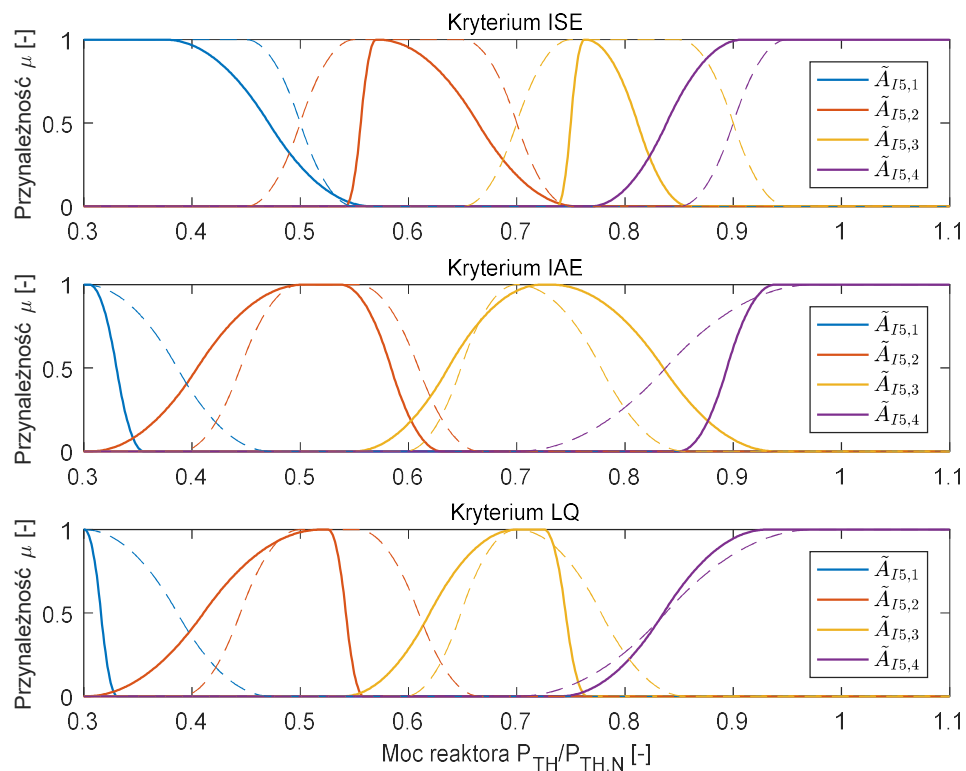 Kryterium ISE
Przynależność μ [-]
1
0.5
0
0.3 0.4 0.5 0.6 0.7 0.8 0.9 1 1.1
Ã_{I5,1}
Ã_{I5,2}
Ã_{I5,3}
Ã_{I5,4}
Kryterium IAE
Przynależność μ [-]
1
0.5
0
0.3 0.4 0.5 0.6 0.7 0.8 0.9 1 1.1
Ã_{I5,1}
Ã_{I5,2}
Ã_{I5,3}
Ã_{I5,4}
Kryterium LQ
Przynależność μ [-]
1
0.5
0
0.3 0.4 0.5 0.6 0.7 0.8 0.9 1 1.1
Ã_{I5,1}
Ã_{I5,2}
Ã_{I5,3}
Ã_{I5,4}
Moc reaktora P_{TH}/P_{TH,N} [-]